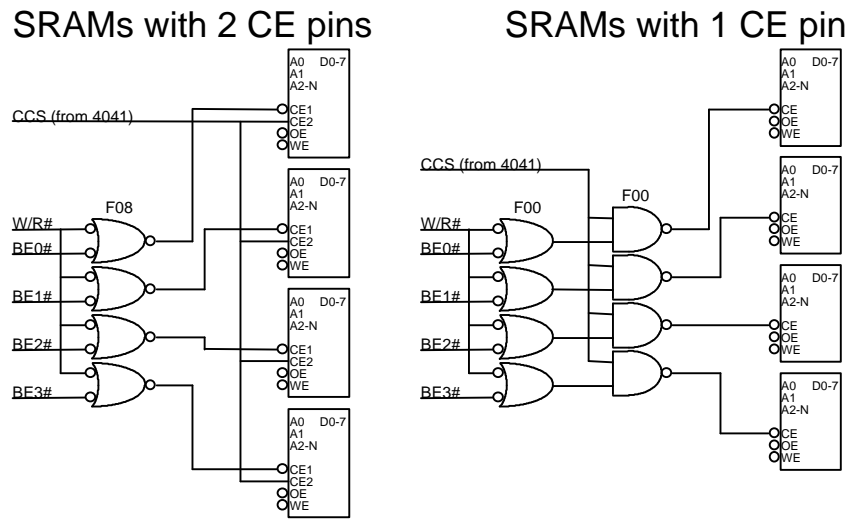 SRAMs with 2 CE pins
SRAMs with 1 CE pin
A0 D0-7
A1
A2-N
CE1
CE2
OE
WE
CCS (from 4041)
A0 D0-7
A1
A2-N
CE1
CE2
OE
WE
F08
W/R#
BE0#
BE1#
BE2#
BE3#
A0 D0-7
A1
A2-N
CE1
CE2
OE
WE
A0 D0-7
A1
A2-N
CE1
CE2
OE
WE
A0 D0-7
A1
A2-N
CE
OE
WE
CCS (from 4041)
A0 D0-7
A1
A2-N
CE
OE
WE
F00
F00
W/R#
BE0#
BE1#
BE2#
BE3#
A0 D0-7
A1
A2-N
CE
OE
WE
A0 D0-7
A1
A2-N
CE
OE
WE